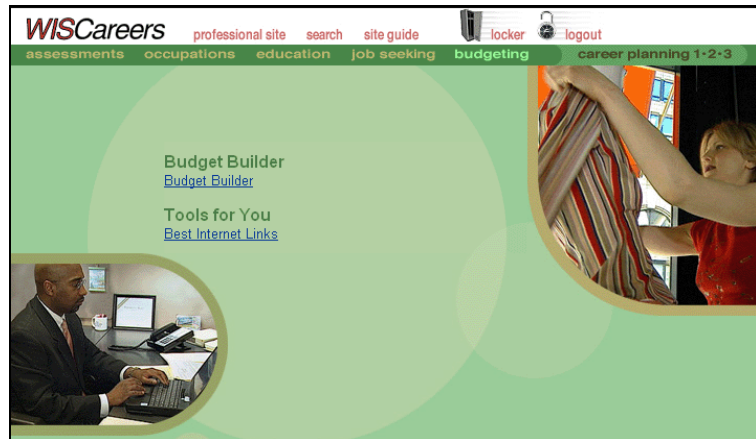 WISCareers professional site search site guide locker logout
assessments occupations education job seeking budgeting career planning 1•2•3
Budget Builder
Budget Builder
Tools for You
Best Internet Links